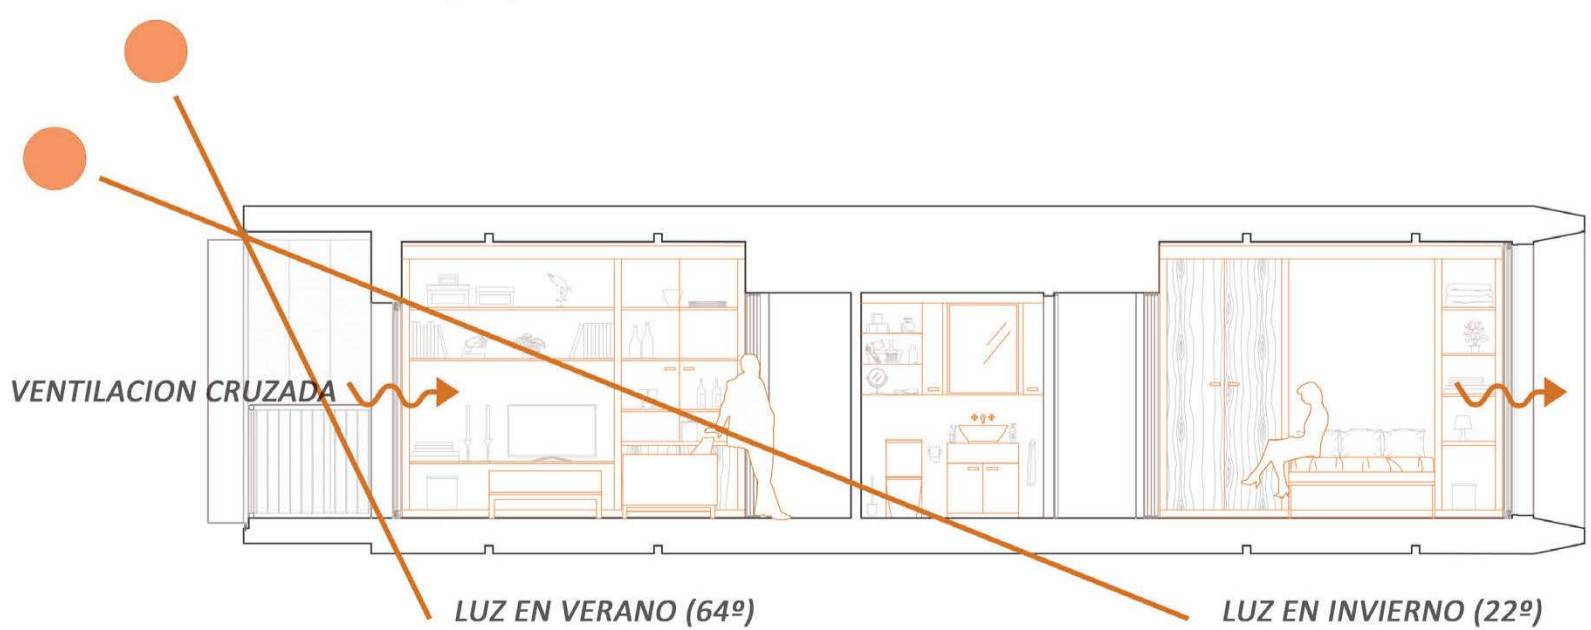 VENTILACION CRUZADA
LUZ EN VERANO (64º)
LUZ EN INVIERNO (22º)